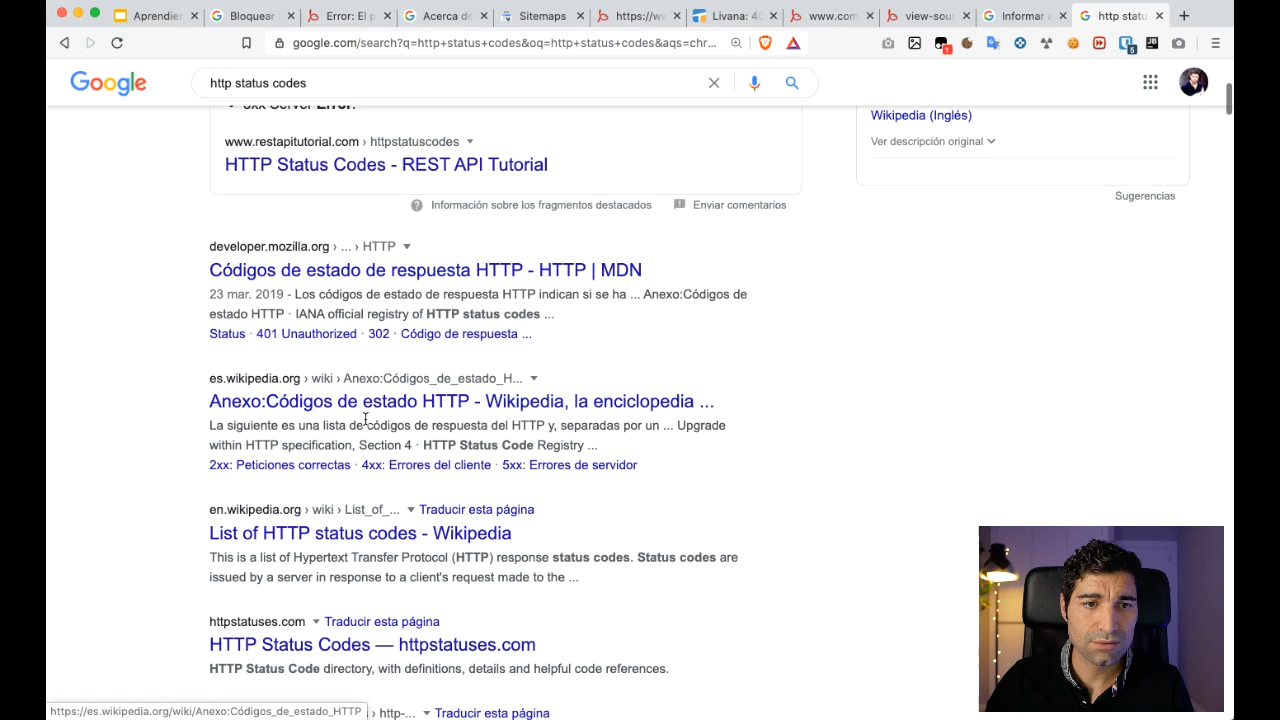 Aprendier
Bloquear
Error: El p
Acerca de
Sitemaps
https://wv
Livana: 40
www.com
view-sour
Informar a
http statu
google.com/search?q=http+status+codes&oq=http+status+codes&aqs=chr...
1
5
JB
Google
http status codes
5xx Server Error.
www.restapitutorial.com › httpstatuscodes
HTTP Status Codes - REST API Tutorial
Información sobre los fragmentos destacados
Enviar comentarios
Wikipedia (Inglés)
Ver descripción original
Sugerencias
developer.mozilla.org › ... › HTTP
Códigos de estado de respuesta HTTP - HTTP | MDN
23 mar. 2019 - Los códigos de estado de respuesta HTTP indican si se ha ... Anexo:Códigos de
estado HTTP · IANA official registry of HTTP status codes ...
Status · 401 Unauthorized · 302 · Código de respuesta ...
es.wikipedia.org › wiki › Anexo:Códigos_de_estado_H...
Anexo:Códigos de estado HTTP - Wikipedia, la enciclopedia ...
La siguiente es una lista de códigos de respuesta del HTTP y, separadas por un ... Upgrade
within HTTP specification, Section 4 · HTTP Status Code Registry ...
2xx: Peticiones correctas · 4xx: Errores del cliente · 5xx: Errores de servidor
en.wikipedia.org › wiki › List_of_... Traducir esta página
List of HTTP status codes - Wikipedia
This is a list of Hypertext Transfer Protocol (HTTP) response status codes. Status codes are
issued by a server in response to a client's request made to the ...
httpstatuses.com Traducir esta página
HTTP Status Codes — httpstatuses.com
HTTP Status Code directory, with definitions, details and helpful code references.
https://es.wikipedia.org/wiki/Anexo:Códigos_de_estado_HTTP
› http-... Traducir esta página